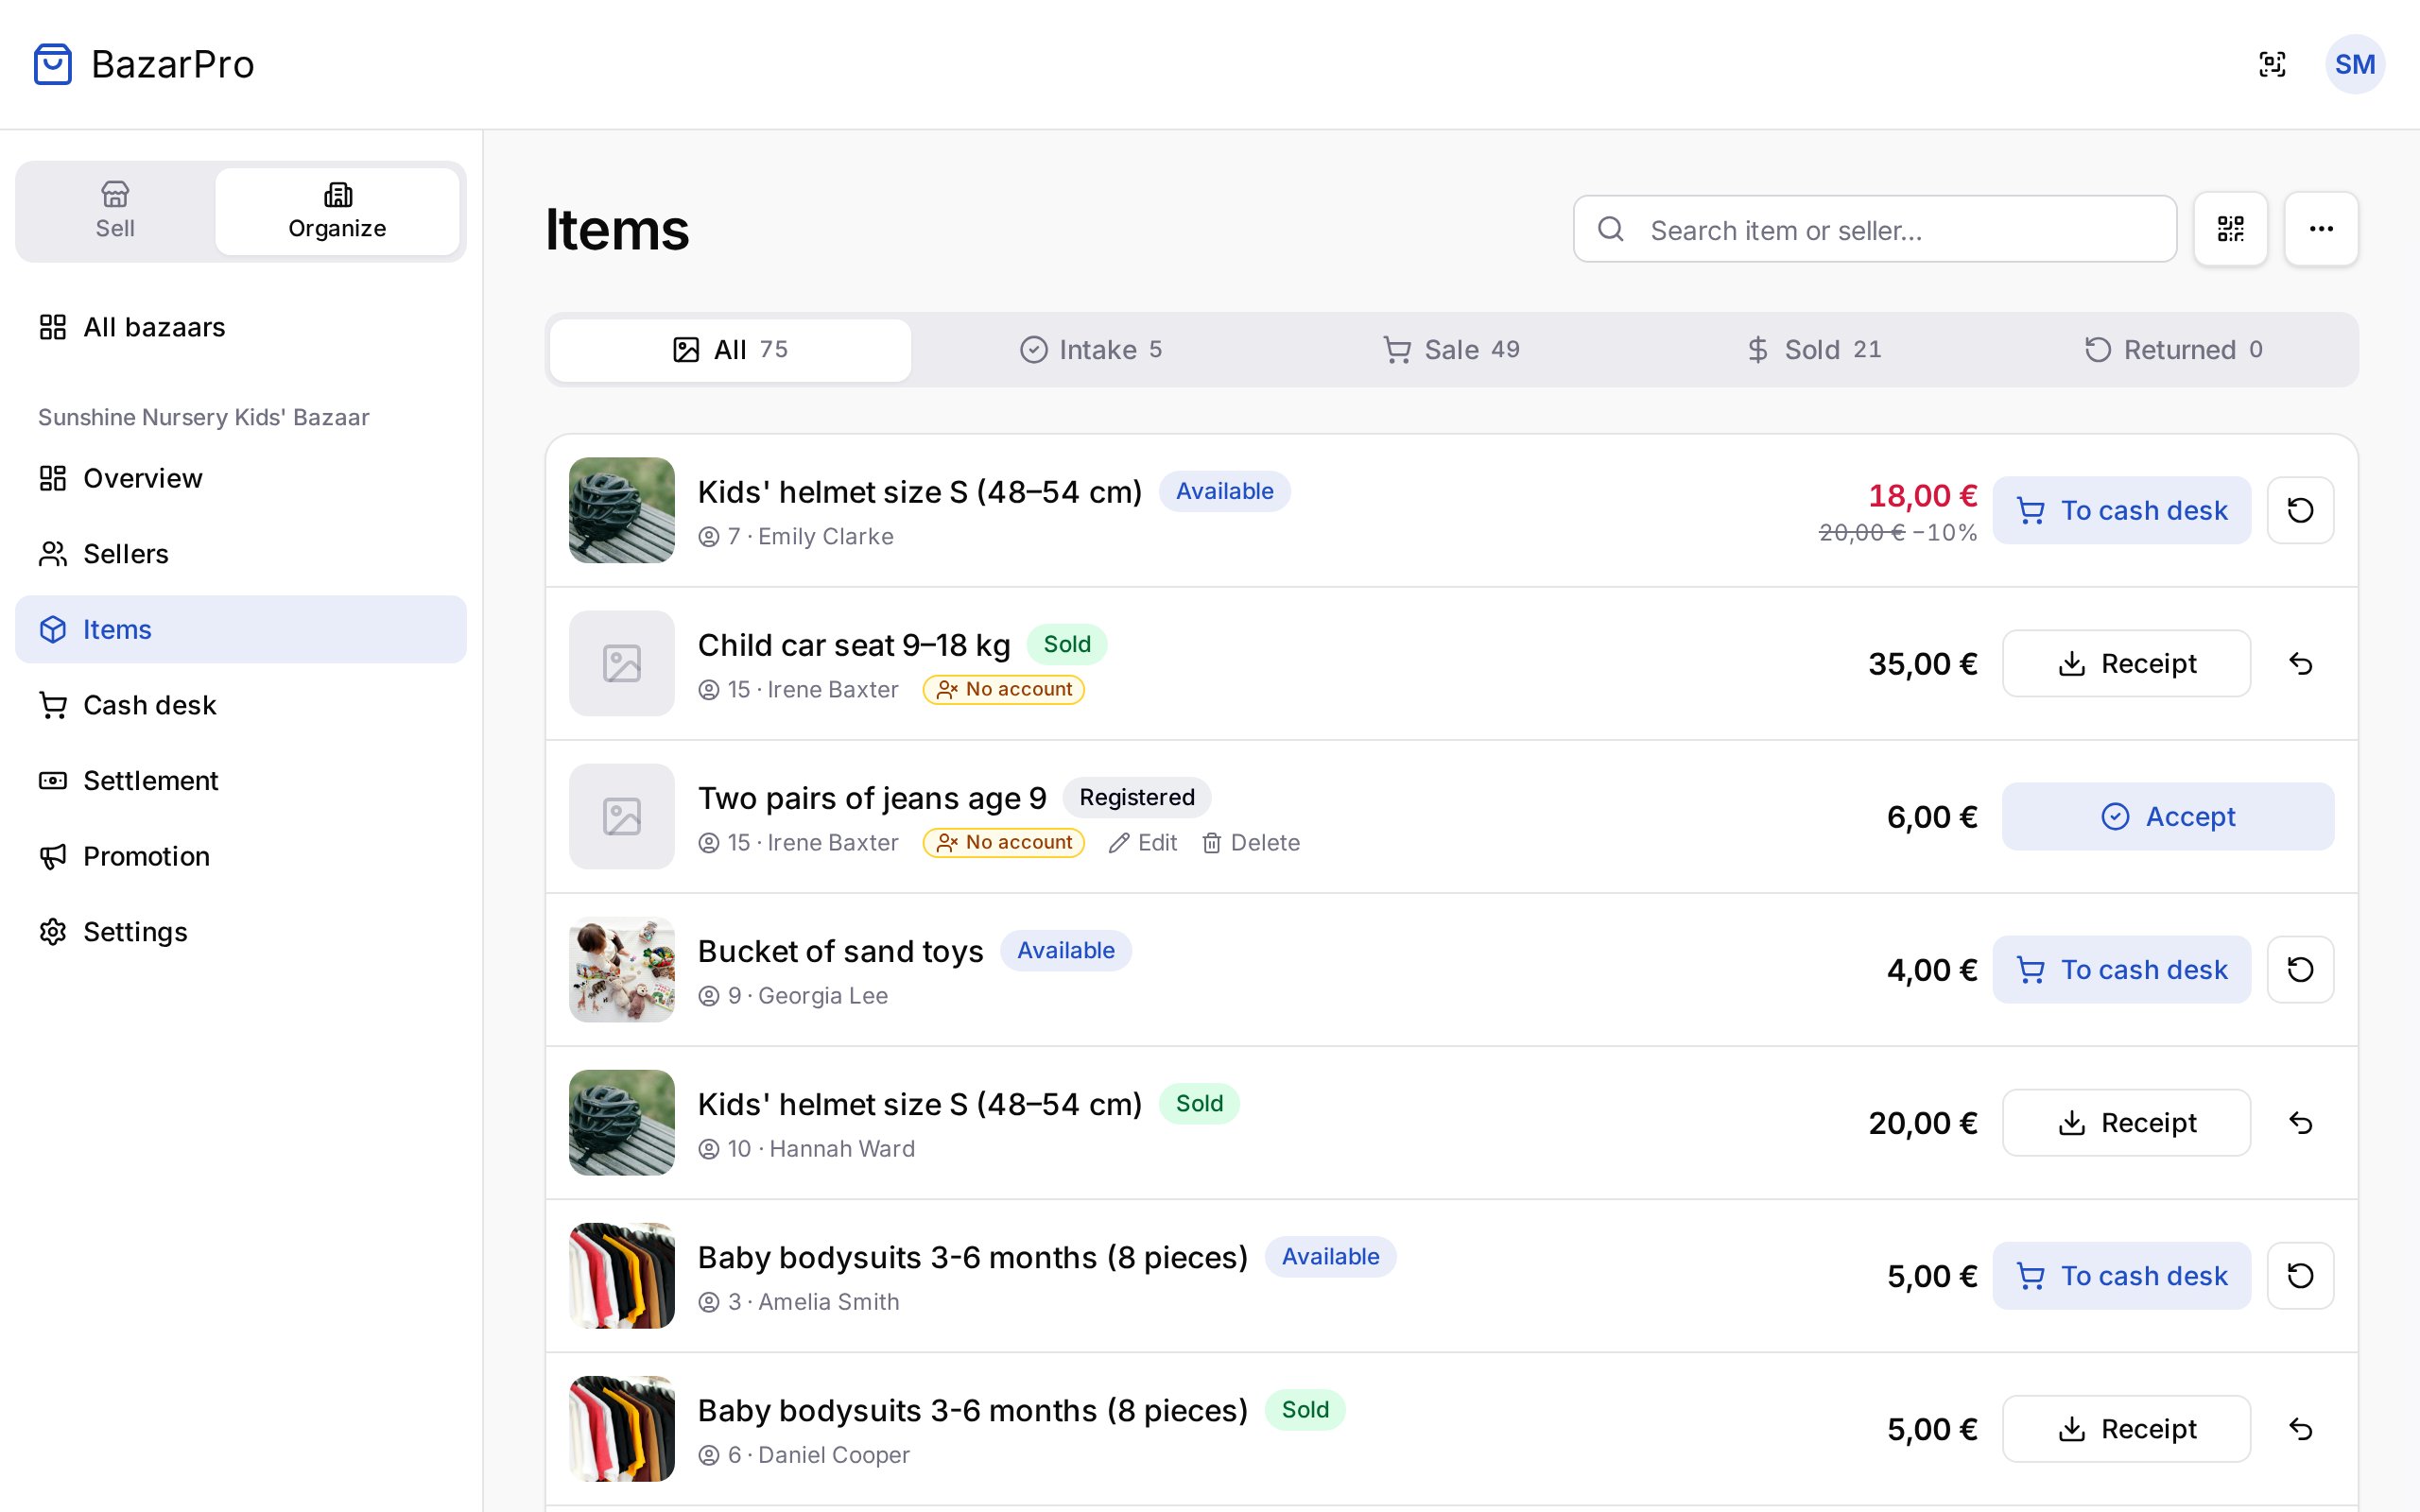 BazarPro
SM
Sell
Organize
All bazaars
Sunshine Nursery Kids' Bazaar
Overview
Sellers
Items
Cash desk
Settlement
Promotion
Settings
Items
Search item or seller...
All 75
Intake 5
Sale 49
Sold 21
Returned 0
Kids' helmet size S (48–54 cm) Available
7 · Emily Clarke
18,00 €
20,00 € −10%
To cash desk
Child car seat 9–18 kg Sold
15 · Irene Baxter No account
35,00 €
Receipt
Two pairs of jeans age 9 Registered
15 · Irene Baxter No account Edit Delete
6,00 €
Accept
Bucket of sand toys Available
9 · Georgia Lee
4,00 €
To cash desk
Kids' helmet size S (48–54 cm) Sold
10 · Hannah Ward
20,00 €
Receipt
Baby bodysuits 3-6 months (8 pieces) Available
3 · Amelia Smith
5,00 €
To cash desk
Baby bodysuits 3-6 months (8 pieces) Sold
6 · Daniel Cooper
5,00 €
Receipt